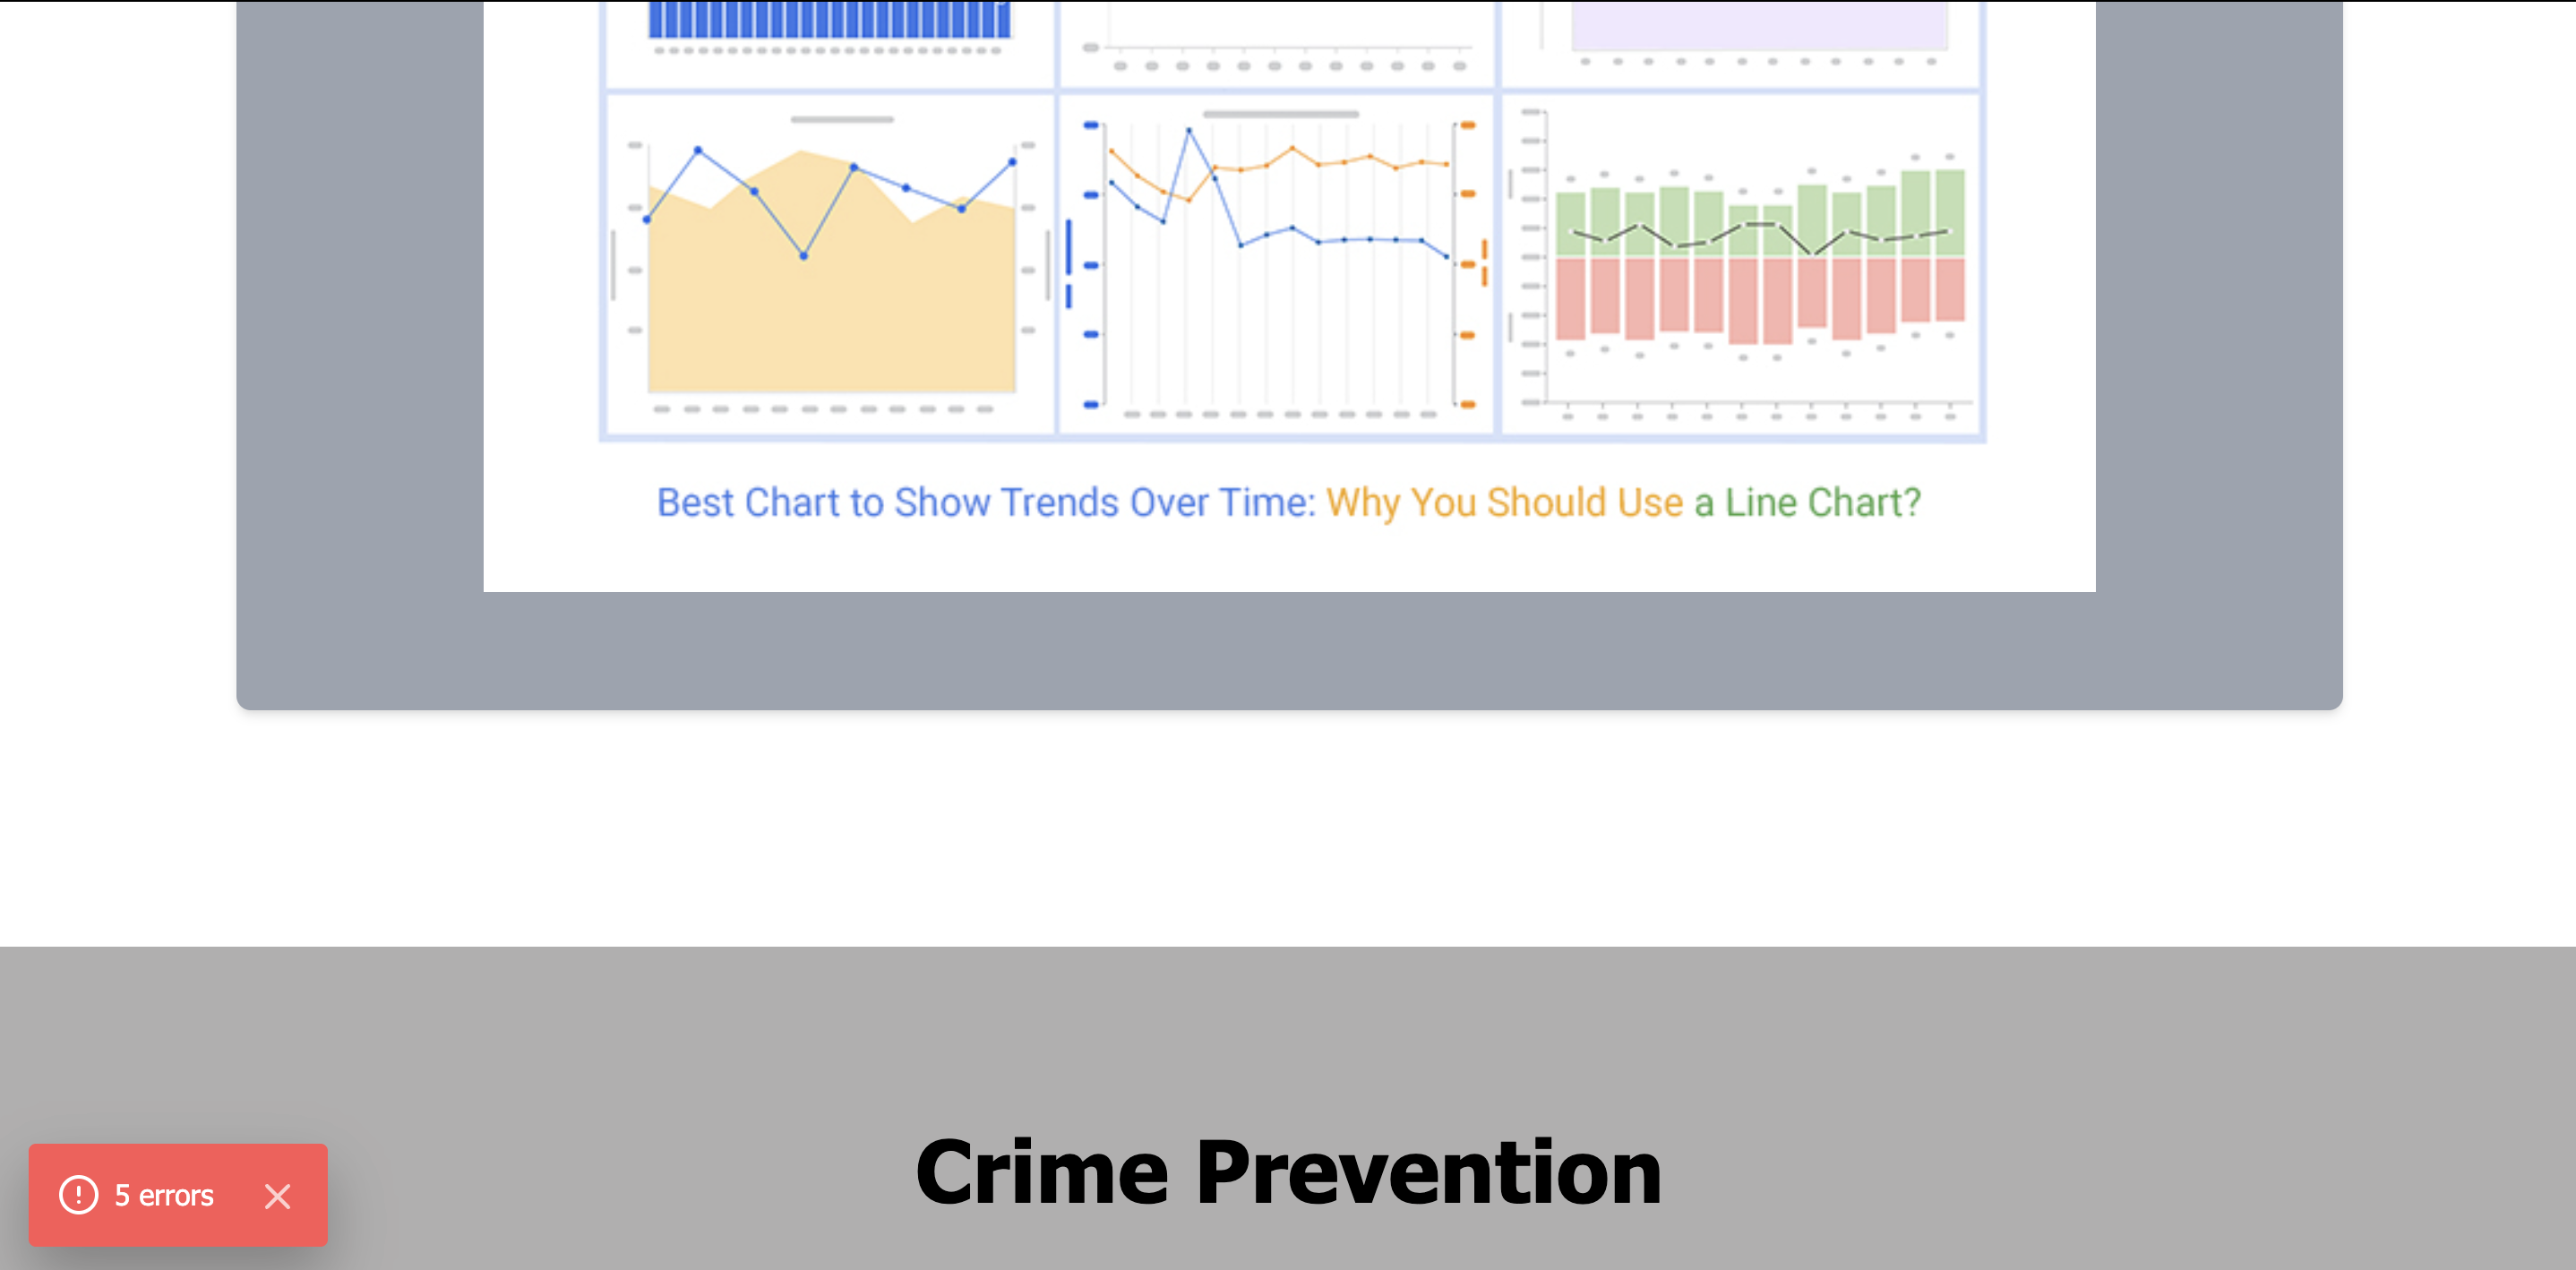 Best Chart to Show Trends Over Time: Why You Should Use a Line Chart?
Crime Prevention
5 errors